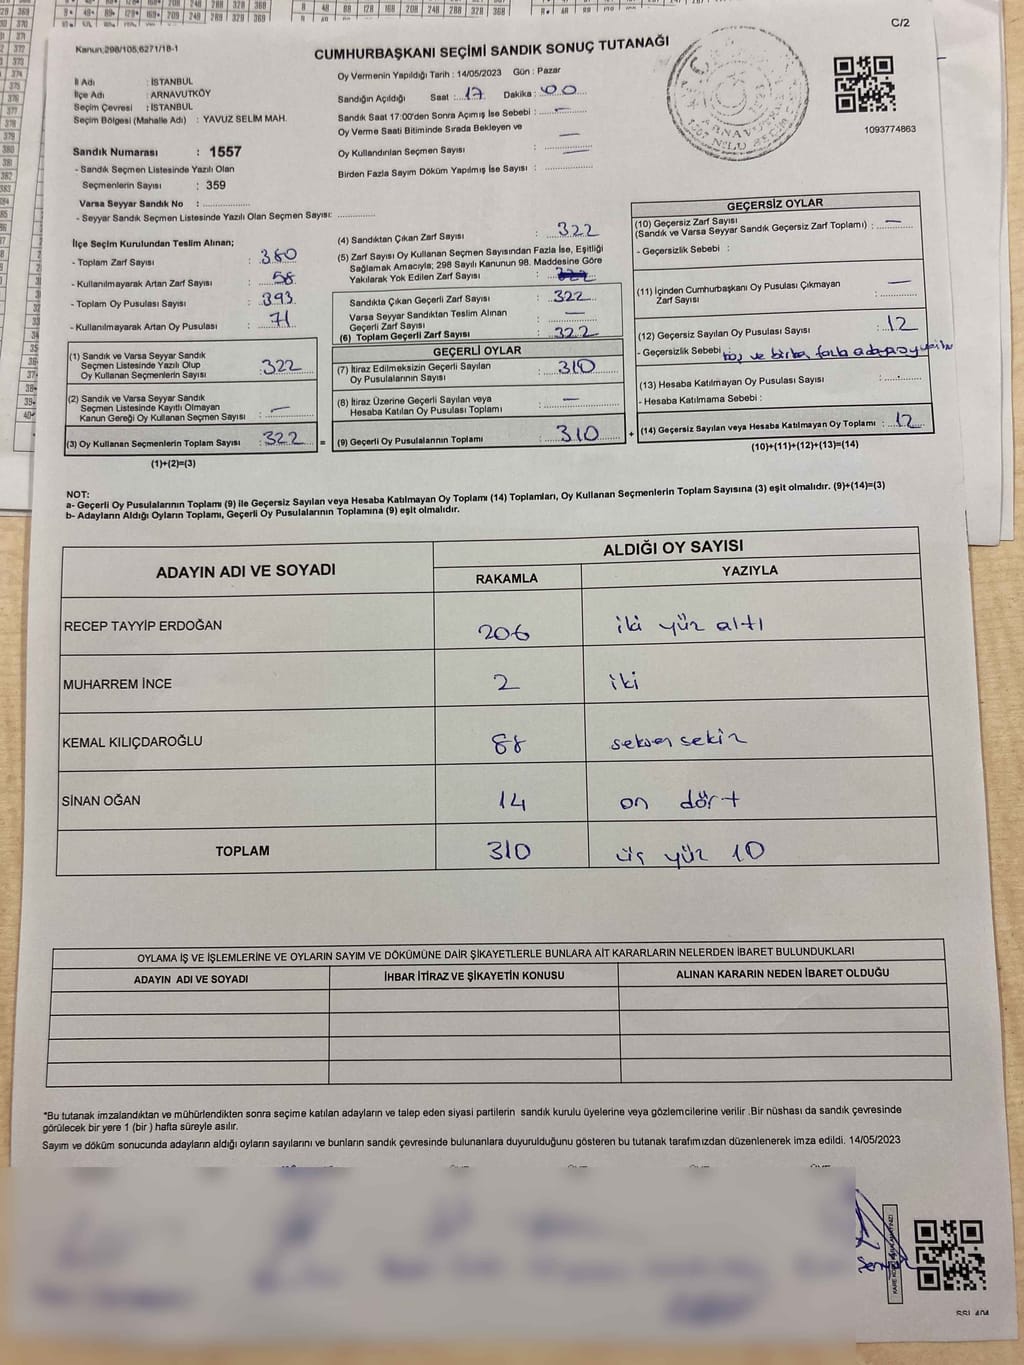 C/2
Kanun:298/105,6271/18-1
CUMHURBAŞKANI SEÇİMİ SANDIK SONUÇ TUTANAĞI
İl Adı : İSTANBUL
İlçe Adı : ARNAVUTKÖY
Seçim Çevresi : İSTANBUL
Seçim Bölgesi (Mahalle Adı) : YAVUZ SELİM MAH.
Sandık Numarası : 1557
- Sandık Seçmen Listesinde Yazılı Olan
Seçmenlerin Sayısı : 359
Varsa Seyyar Sandık No :
- Seyyar Sandık Seçmen Listesinde Yazılı Olan Seçmen Sayısı:
Oy Vermenin Yapıldığı Tarih : 14/05/2023 Gün : Pazar
Sandığın Açıldığı Saat : 17 Dakika : 00
Sandık Saat 17:00'den Sonra Açımış İse Sebebi : —
Oy Verme Saati Bitiminde Sırada Bekleyen ve
Oy Kullandırılan Seçmen Sayısı : —
Birden Fazla Sayım Döküm Yapılmış İse Sayısı : —
ARNAVUTKÖY
1093774863
İlçe Seçim Kurulundan Teslim Alınan;
- Toplam Zarf Sayısı : 380
- Kullanılmayarak Artan Zarf Sayısı : 58
- Toplam Oy Pusulası Sayısı : 393
- Kullanılmayarak Artan Oy Pusulası : 71
(1) Sandık ve Varsa Seyyar Sandık
Seçmen Listesinde Yazılı Olup
Oy Kullanan Seçmenlerin Sayısı : 322
(2) Sandık ve Varsa Seyyar Sandık
Seçmen Listesinde Kayıtlı Olmayan
Kanun Gereği Oy Kullanan Seçmen Sayısı : —
(3) Oy Kullanan Seçmenlerin Toplam Sayısı : 322 =
(1)+(2)=(3)
(4) Sandıktan Çıkan Zarf Sayısı : 322
(5) Zarf Sayısı Oy Kullanan Seçmen Sayısından Fazla İse, Eşitliği
Sağlamak Amacıyla; 298 Sayılı Kanunun 98. Maddesine Göre
Yakılarak Yok Edilen Zarf Sayısı :
Sandıkta Çıkan Geçerli Zarf Sayısı : 322
Varsa Seyyar Sandıktan Teslim Alınan
Geçerli Zarf Sayısı : —
(6) Toplam Geçerli Zarf Sayısı : 322
GEÇERLİ OYLAR
(7) İtiraz Edilmeksizin Geçerli Sayılan
Oy Pusulalarının Sayısı : 310
(8) İtiraz Üzerine Geçerli Sayılan veya
Hesaba Katılan Oy Pusulası Toplamı : —
(9) Geçerli Oy Pusulalarının Toplamı : 310 +
GEÇERSİZ OYLAR
(10) Geçersiz Zarf Sayısı
(Sandık ve Varsa Seyyar Sandık Geçersiz Zarf Toplamı) : —
- Geçersizlik Sebebi :
(11) İçinden Cumhurbaşkanı Oy Pusulası Çıkmayan
Zarf Sayısı : —
(12) Geçersiz Sayılan Oy Pusulası Sayısı : 12
- Geçersizlik Sebebi : boş ve birden fazla adaya oy
(13) Hesaba Katılmayan Oy Pusulası Sayısı :
- Hesaba Katılmama Sebebi :
(14) Geçersiz Sayılan veya Hesaba Katılmayan Oy Toplamı : 12
(10)+(11)+(12)+(13)=(14)
NOT:
a- Geçerli Oy Pusulalarının Toplamı (9) ile Geçersiz Sayılan veya Hesaba Katılmayan Oy Toplamı (14) Toplamları, Oy Kullanan Seçmenlerin Toplam Sayısına (3) eşit olmalıdır. (9)+(14)=(3)
b- Adayların Aldığı Oyların Toplamı, Geçerli Oy Pusulalarının Toplamına (9) eşit olmalıdır.
ADAYIN ADI VE SOYADI ALDIĞI OY SAYISI
RAKAMLA YAZIYLA
RECEP TAYYİP ERDOĞAN 206 iki yüz altı
MUHARREM İNCE 2 iki
KEMAL KILIÇDAROĞLU 88 seksen sekiz
SİNAN OĞAN 14 on dört
TOPLAM 310 üç yüz 10
OYLAMA İŞ VE İŞLEMLERİNE VE OYLARIN SAYIM VE DÖKÜMÜNE DAİR ŞİKAYETLERLE BUNLARA AİT KARARLARIN NELERDEN İBARET BULUNDUKLARI
ADAYIN ADI VE SOYADI İHBAR İTİRAZ VE ŞİKAYETİN KONUSU ALINAN KARARIN NEDEN İBARET OLDUĞU
*Bu tutanak imzalandıktan ve mühürlendikten sonra seçime katılan adayların ve talep eden siyasi partilerin sandık kurulu üyelerine veya gözlemcilerine verilir .Bir nüshası da sandık çevresinde
görülecek bir yere 1 (bir ) hafta süreyle asılır.
Sayım ve döküm sonucunda adayların aldığı oyların sayılarını ve bunların sandık çevresinde bulunanlara duyurulduğunu gösteren bu tutanak tarafımızdan düzenlenerek imza edildi. 14/05/2023